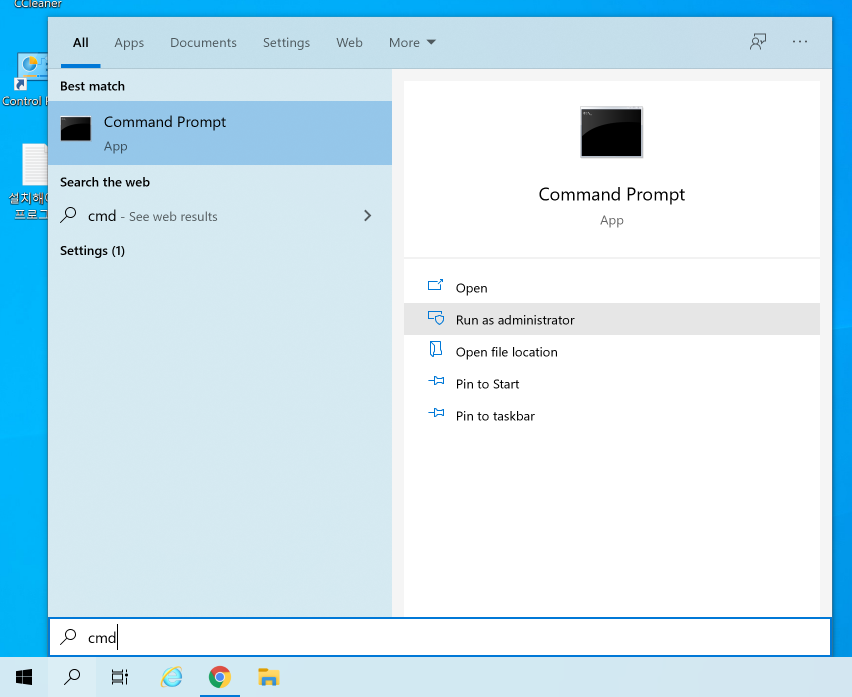 CCleaner
All
Apps
Documents
Settings
Web
More
Control
설치해야
프로그
Best match
Command Prompt
App
Search the web
cmd - See web results
Settings (1)
Command Prompt
App
Open
Run as administrator
Open file location
Pin to Start
Pin to taskbar
cmd